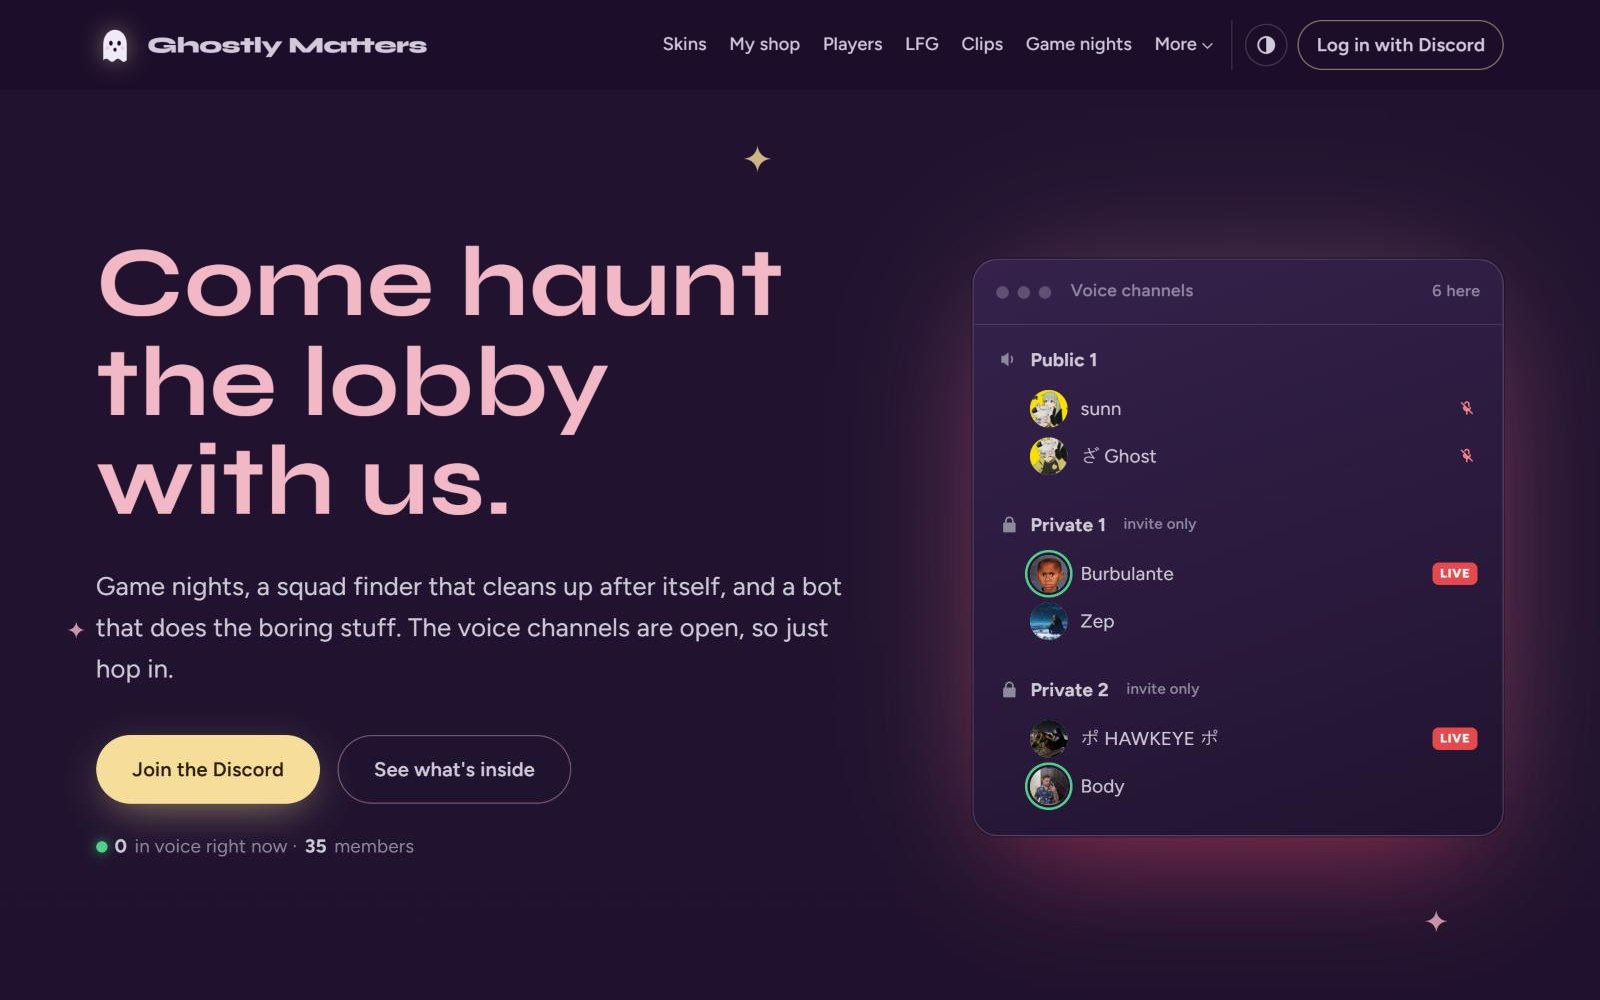 Ghostly Matters
Skins My shop Players LFG Clips Game nights More Log in with Discord
Come haunt
the lobby
with us.
Game nights, a squad finder that cleans up after itself, and a bot
that does the boring stuff. The voice channels are open, so just
hop in.
Join the Discord See what's inside
0 in voice right now · 35 members
Voice channels 6 here
Public 1
sunn
ざ Ghost
Private 1 invite only
Burbulante LIVE
Zep
Private 2 invite only
ポ HAWKEYE ポ LIVE
Body